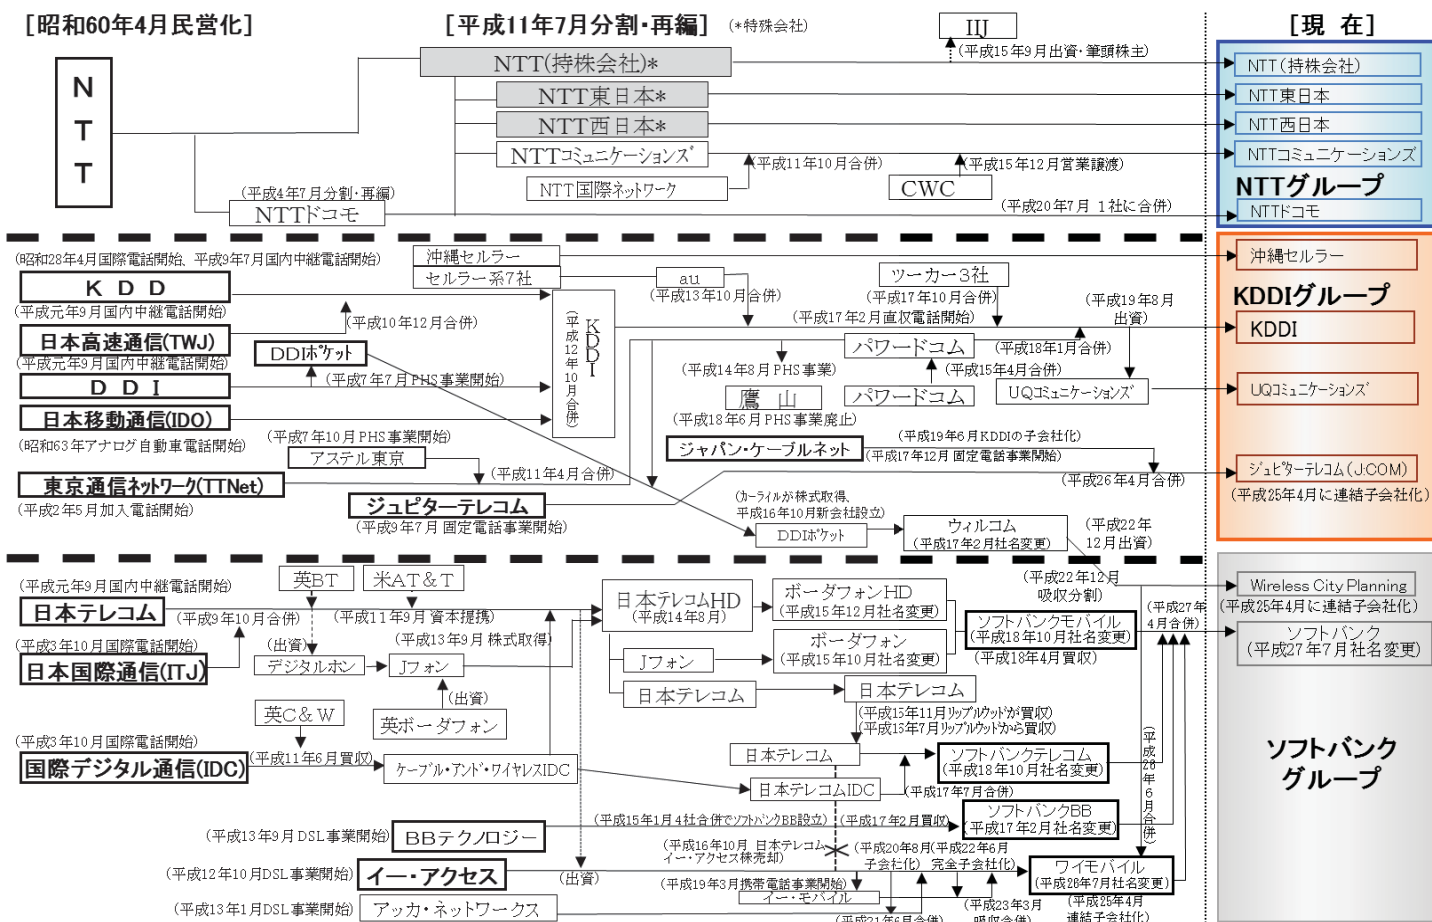 [昭和60年4月民営化]
[平成11年7月分割・再編]
(*特殊会社)
IIJ
(平成15年9月出資・筆頭株主)
[現 在]
NTT
NTT(持株会社)*
NTT(持株会社)
NTT東日本*
NTT東日本
NTT西日本*
NTT西日本
NTTコミュニケーションズ
(平成11年10月合併)
(平成15年12月営業譲渡)
NTTコミュニケーションズ
NTT国際ネットワーク
CWC
NTTグループ
(平成4年7月分割・再編)
NTTドコモ
(平成20年7月 1社に合併)
NTTドコモ
(昭和28年4月国際電話開始、平成9年7月国内中継電話開始)
沖縄セルラー
沖縄セルラー
セルラー系7社
au
ツーカー3社
KDD
(平成13年10月合併)
(平成17年10月合併)
(平成19年8月
出資)
KDDIグループ
(平成元年9月国内中継電話開始)
(平成10年12月合併)
KDDI
(平成12年10月合併)
(平成17年2月直収電話開始)
KDDI
日本高速通信(TWJ)
DDIポケット
パワードコム
(平成18年1月合併)
(平成元年9月国内中継電話開始)
(平成14年8月PHS事業)
(平成15年4月合併)
DDI
(平成7年7月PHS事業開始)
鷹山
パワードコム
UQコミュニケーションズ
UQコミュニケーションズ
日本移動通信(IDO)
(平成18年6月PHS事業廃止)
(昭和63年アナログ自動車電話開始)
(平成7年10月PHS事業開始)
ジャパン・ケーブルネット
(平成19年6月KDDIの子会社化)
(平成17年12月 固定電話事業開始)
アステル東京
(平成11年4月合併)
(平成26年4月合併)
ジュピターテレコム(J:COM)
東京通信ネットワーク(TTNet)
(平成25年4月に連結子会社化)
(平成2年5月加入電話開始)
ジュピターテレコム
(平成9年7月 固定電話事業開始)
(カーライルが株式取得、
平成16年10月新会社設立)
DDIポケット
ウィルコム
(平成17年2月社名変更)
(平成22年
12月出資)
(平成元年9月国内中継電話開始)
英BT
米AT&T
(平成22年12月
吸収分割)
Wireless City Planning
(平成25年4月に連結子会社化)
日本テレコム
(平成9年10月合併)
(平成11年9月 資本提携)
日本テレコムHD
(平成14年8月)
ボーダフォンHD
(平成15年12月社名変更)
ソフトバンクモバイル
(平成18年10月社名変更)
(平成27年
4月合併)
ソフトバンク
(平成27年7月社名変更)
(平成3年10月国際電話開始)
(出資)
(平成13年9月 株式取得)
ボーダフォン
(平成15年10月社名変更)
(平成18年4月買収)
日本国際通信(ITJ)
デジタルホン
Jフォン
Jフォン
日本テレコム
日本テレコム
(出資)
英C&W
英ボーダフォン
(平成15年11月リップルウッドが買収)
(平成15年7月リップルウッドから買収)
(平成3年10月国際電話開始)
(平成11年6月買収)
国際デジタル通信(IDC)
ケーブル・アンド・ワイヤレスIDC
日本テレコム
ソフトバンクテレコム
(平成18年10月社名変更)
(平成26年6月合併)
ソフトバンク
グループ
日本テレコムIDC
(平成17年7月合併)
(平成15年1月4社合併でソフトバンクBB設立)
(平成17年2月買収)
ソフトバンクBB
(平成17年2月社名変更)
(平成13年9月DSL事業開始)
BBテクノロジー
(平成16年10月 日本テレコム
イー・アクセス株売却)
(平成20年8月
子会社化)
(平成22年6月
完全子会社化)
(平成12年10月DSL事業開始)
イー・アクセス
(出資)
ワイモバイル
(平成26年7月社名変更)
(平成19年3月携帯電話事業開始)
イー・モバイル
(平成13年1月DSL事業開始)
アッカ・ネットワークス
(平成21年6月合併)
(平成23年3月
吸収合併)
(平成25年4月
連結子会社化)